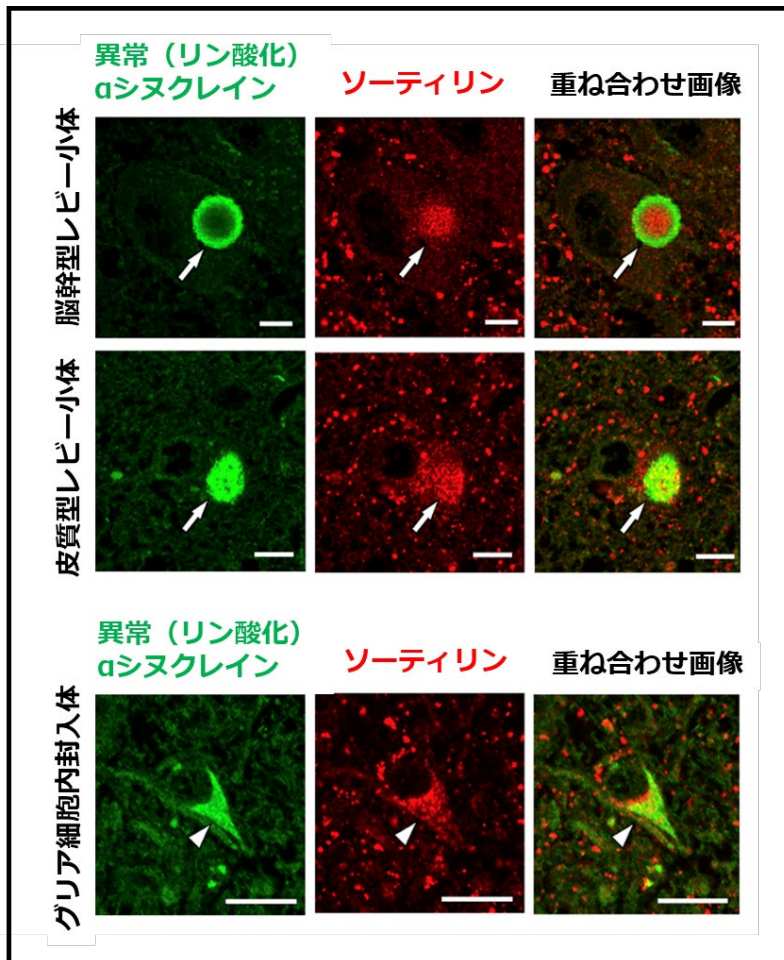 異常（リン酸化）
αシヌクレイン
ソーティリン
重ね合わせ画像
脳幹型レビー小体
皮質型レビー小体
異常（リン酸化）
αシヌクレイン
ソーティリン
重ね合わせ画像
グリア細胞内封入体